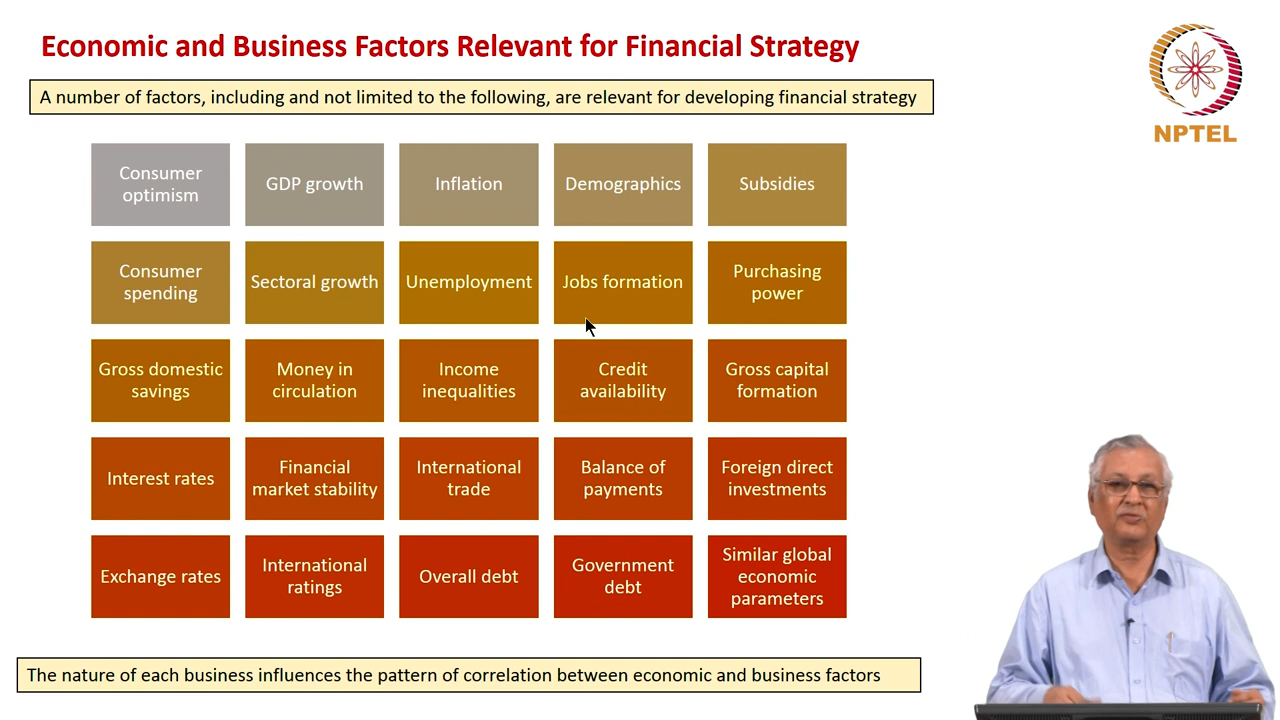 Economic and Business Factors Relevant for Financial Strategy
A number of factors, including and not limited to the following, are relevant for developing financial strategy
NPTEL
Consumer
optimism
GDP growth
Inflation
Demographics
Subsidies
Consumer
spending
Sectoral growth
Unemployment
Jobs formation
Purchasing
power
Gross domestic
savings
Money in
circulation
Income
inequalities
Credit
availability
Gross capital
formation
Interest rates
Financial
market stability
International
trade
Balance of
payments
Foreign direct
investments
Exchange rates
International
ratings
Overall debt
Government
debt
Similar global
economic
parameters
The nature of each business influences the pattern of correlation between economic and business factors